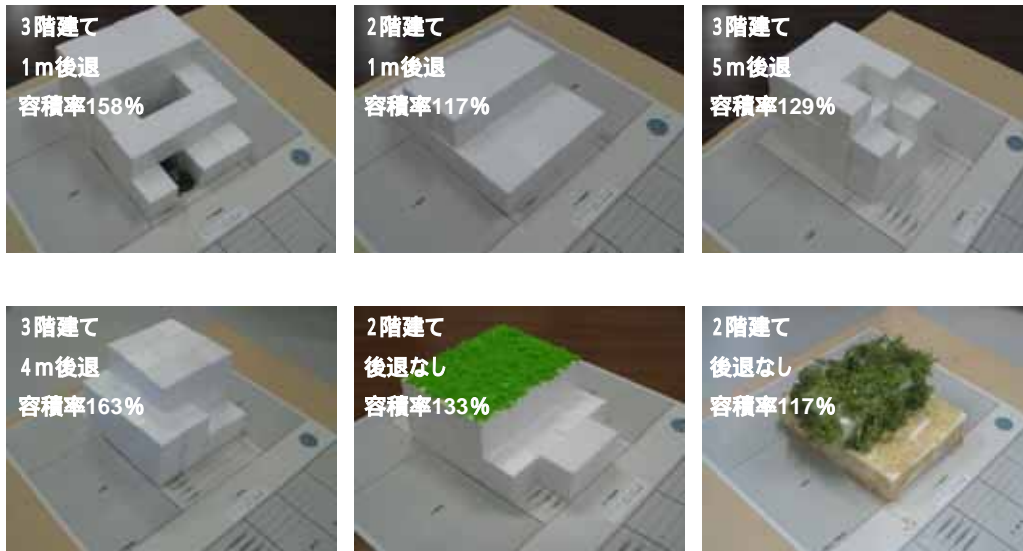 3階建て
1m後退
容積率158%
2階建て
1m後退
容積率117%
3階建て
5m後退
容積率129%
3階建て
4m後退
容積率163%
2階建て
後退なし
容積率133%
2階建て
後退なし
容積率117%